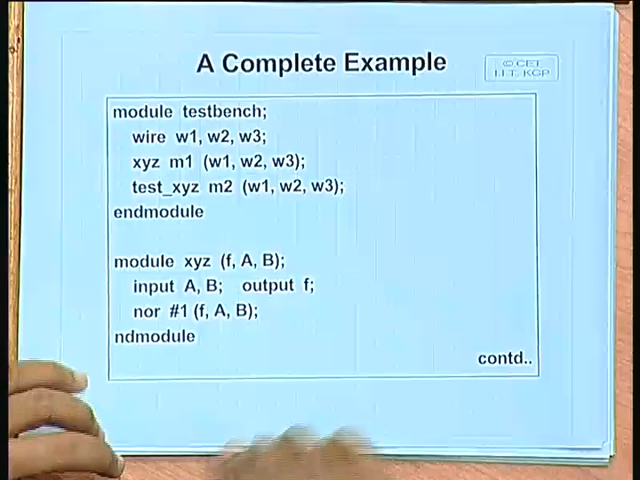 A Complete Example
© CET
I.I.T. KGP
module testbench;
wire w1, w2, w3;
xyz m1 (w1, w2, w3);
test_xyz m2 (w1, w2, w3);
endmodule
module xyz (f, A, B);
input A, B; output f;
nor #1 (f, A, B);
ndmodule
contd..